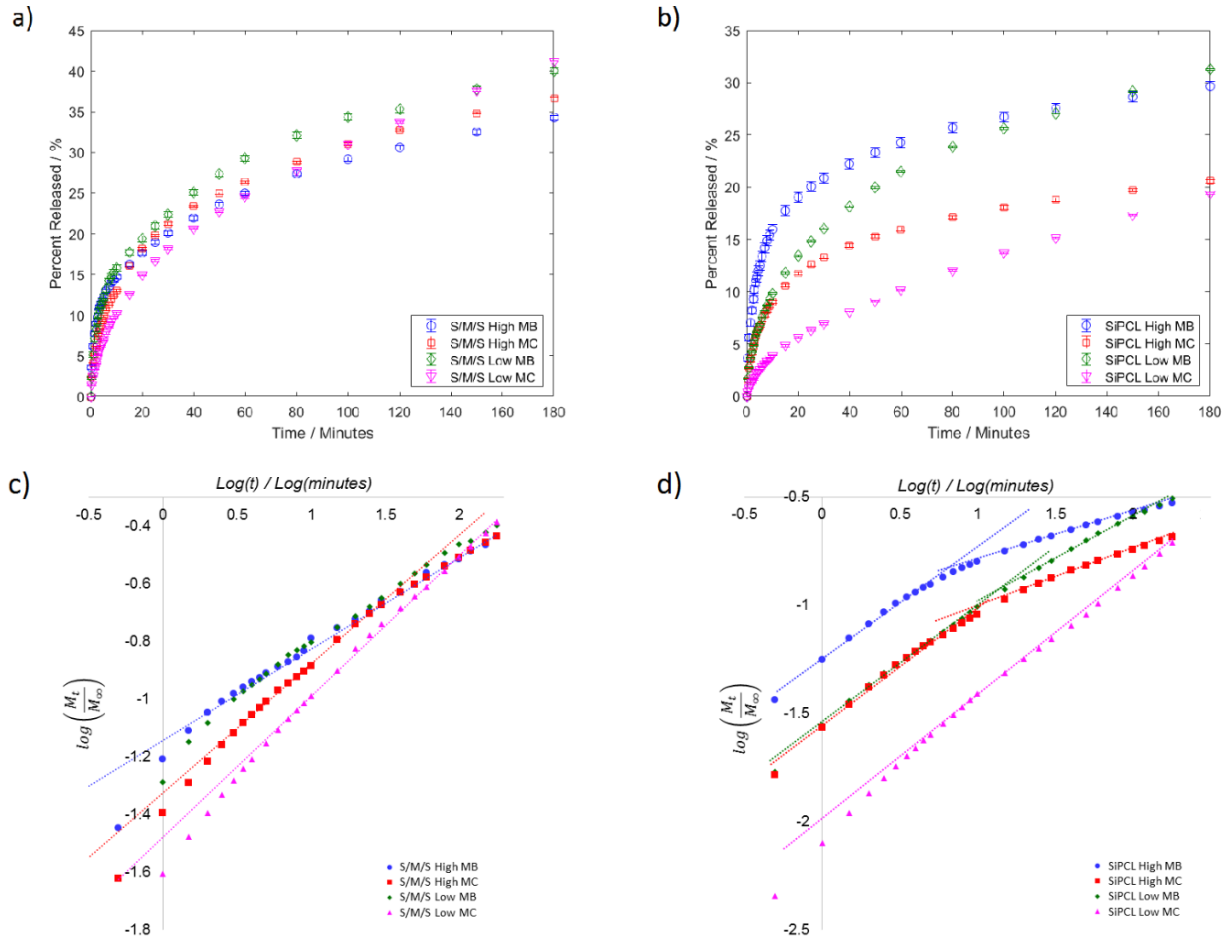 a)
45
40
35
30
25
20
15
10
5
0
Percent Released / %
0 20 40 60 80 100 120 140 160 180
Time / Minutes
S/M/S High MB
S/M/S High MC
S/M/S Low MB
S/M/S Low MC
b)
35
30
25
20
15
10
5
0
Percent Released / %
0 20 40 60 80 100 120 140 160 180
Time / Minutes
SiPCL High MB
SiPCL High MC
SiPCL Low MB
SiPCL Low MC
c)
Log(t) / Log(minutes)
-0.5 0 0.5 1 1.5 2
-0.4
-0.6
-0.8
-1
-1.2
-1.4
-1.6
-1.8
log(M_t/M_∞)
S/M/S High MB
S/M/S High MC
S/M/S Low MB
S/M/S Low MC
d)
Log(t) / Log(minutes)
-0.5 0 0.5 1 1.5 2
-0.5
-1
-1.5
-2
-2.5
log(M_t/M_∞)
SiPCL High MB
SiPCL High MC
SiPCL Low MB
SiPCL Low MC